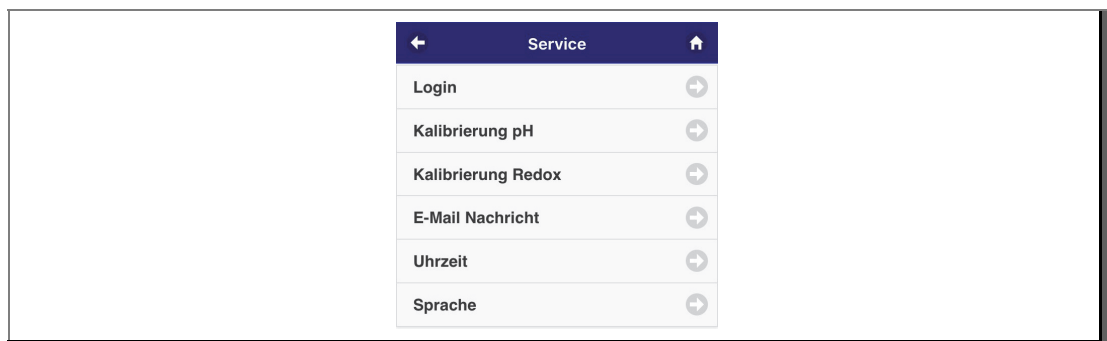 Service
Login
Kalibrierung pH
Kalibrierung Redox
E-Mail Nachricht
Uhrzeit
Sprache